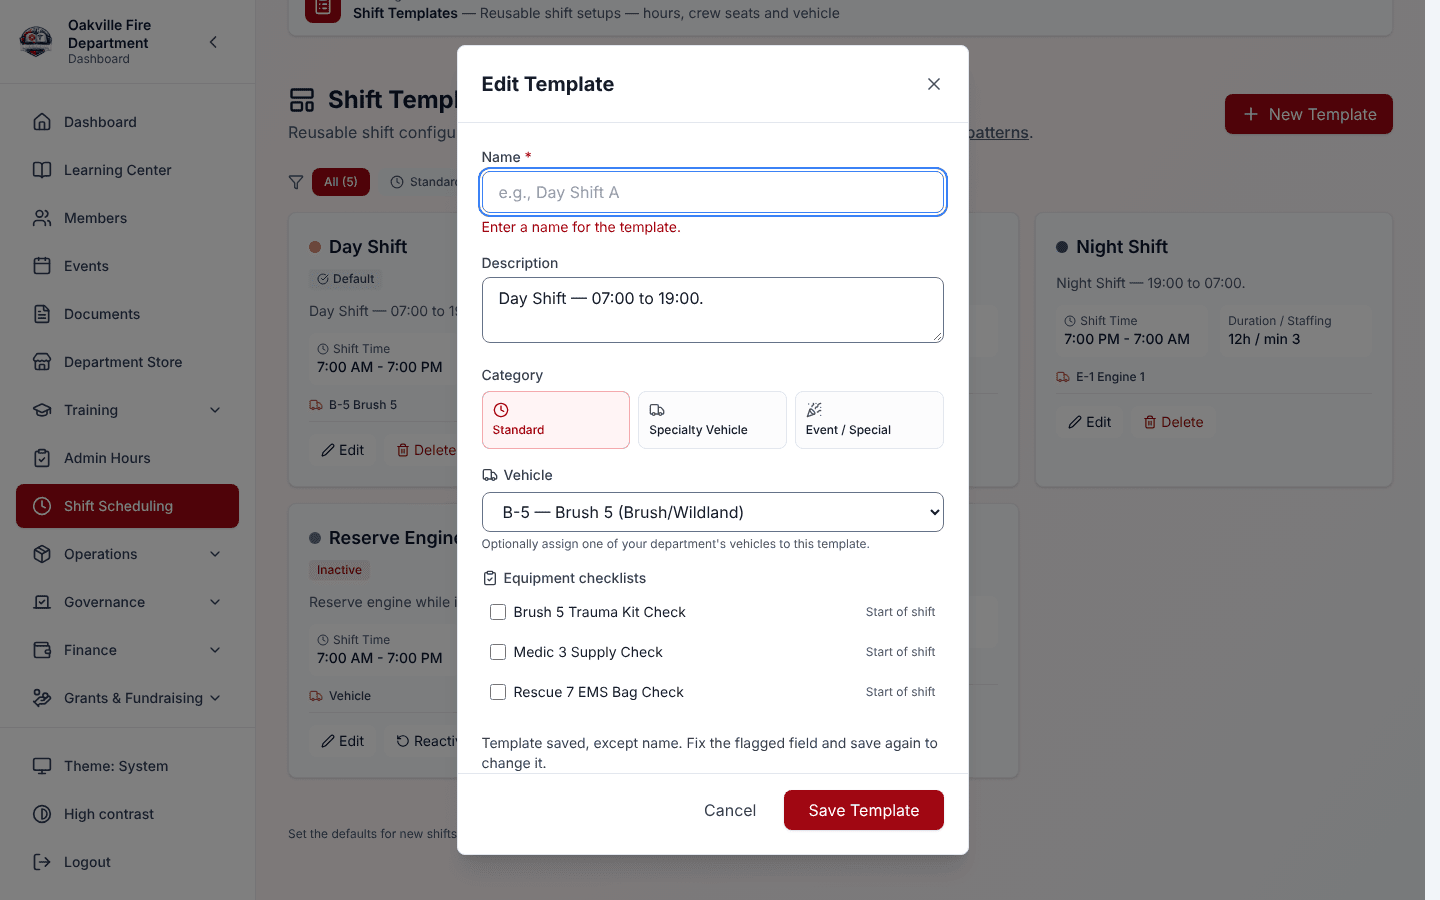 Oakville Fire
Department
Dashboard
Dashboard
Learning Center
Members
Events
Documents
Department Store
Training
Admin Hours
Shift Scheduling
Operations
Governance
Finance
Grants & Fundraising
Theme: System
High contrast
Logout
Shift Templates — Reusable shift setups — hours, crew seats and vehicle
Shift Templ
Reusable shift configu
patterns.
New Template
All (5)
Standard
Day Shift
Default
Day Shift — 07:00 to 19
Shift Time
7:00 AM - 7:00 PM
B-5 Brush 5
Edit
Delete
Night Shift
Night Shift — 19:00 to 07:00.
Shift Time
Duration / Staffing
7:00 PM - 7:00 AM
12h / min 3
E-1 Engine 1
Edit
Delete
Reserve Engine
Inactive
Reserve engine while i
Shift Time
7:00 AM - 7:00 PM
Vehicle
Edit
Reacti
Set the defaults for new shifts
Edit Template
Name *
e.g., Day Shift A
Enter a name for the template.
Description
Day Shift — 07:00 to 19:00.
Category
Standard
Specialty Vehicle
Event / Special
Vehicle
B-5 — Brush 5 (Brush/Wildland)
Optionally assign one of your department's vehicles to this template.
Equipment checklists
Brush 5 Trauma Kit Check
Start of shift
Medic 3 Supply Check
Start of shift
Rescue 7 EMS Bag Check
Start of shift
Template saved, except name. Fix the flagged field and save again to
change it.
Cancel
Save Template